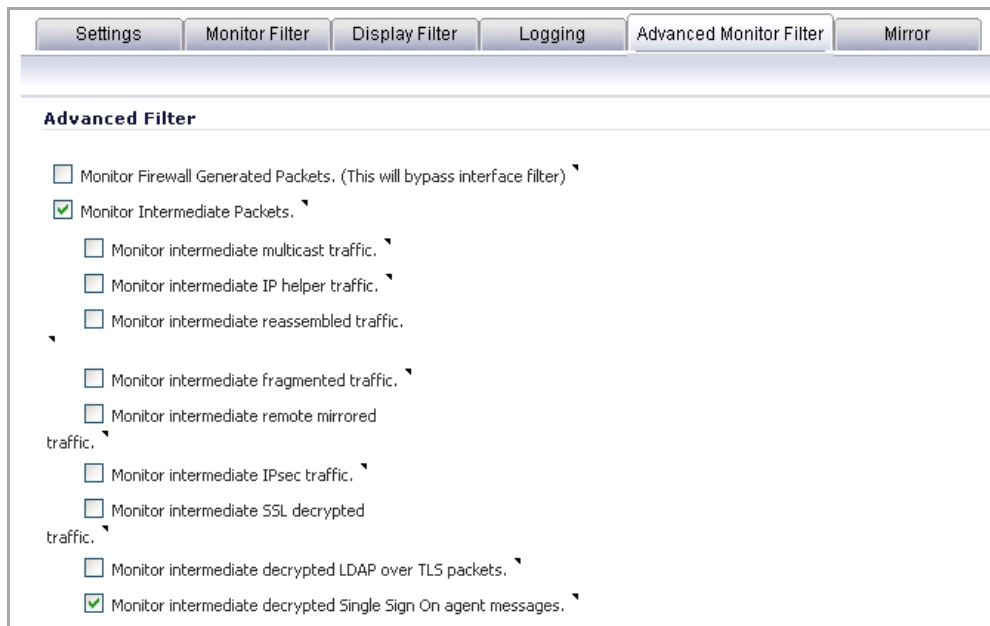 Settings Monitor Filter Display Filter Logging Advanced Monitor Filter Mirror
Advanced Filter
Monitor Firewall Generated Packets. (This will bypass interface filter)
Monitor Intermediate Packets.
Monitor intermediate multicast traffic.
Monitor intermediate IP helper traffic.
Monitor intermediate reassembled traffic.
Monitor intermediate fragmented traffic.
Monitor intermediate remote mirrored
traffic.
Monitor intermediate IPsec traffic.
Monitor intermediate SSL decrypted
traffic.
Monitor intermediate decrypted LDAP over TLS packets.
Monitor intermediate decrypted Single Sign On agent messages.